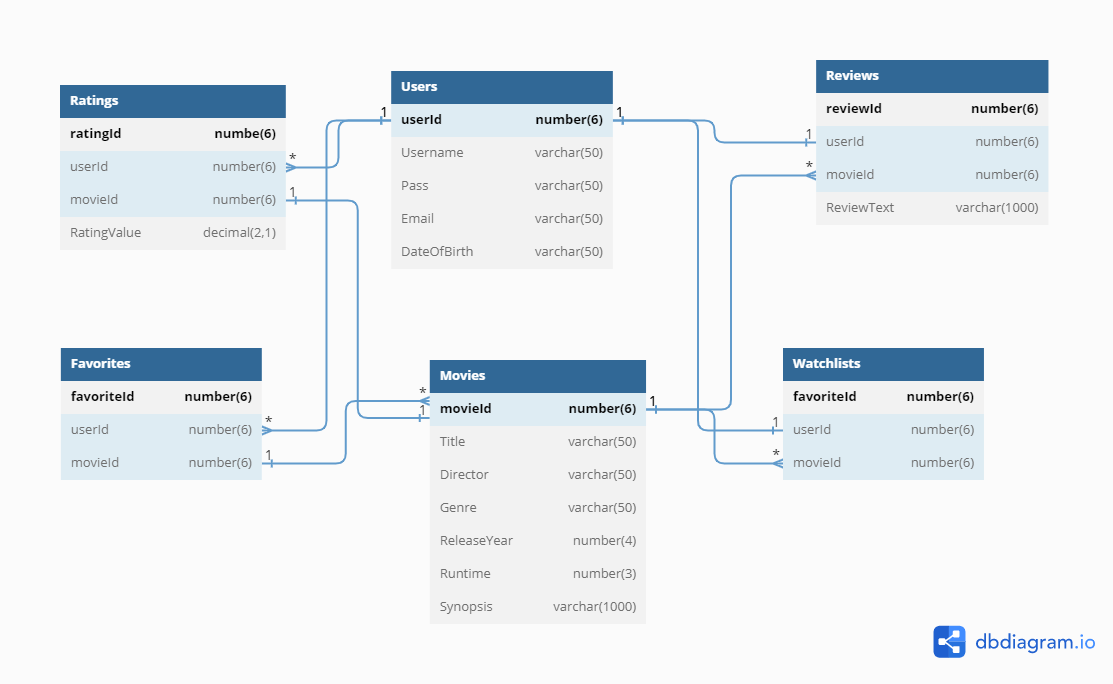 Ratings
ratingId numbe(6)
userId number(6)
movieId number(6)
RatingValue decimal(2,1)
*
1
Users
userId number(6)
Username varchar(50)
Pass varchar(50)
Email varchar(50)
DateOfBirth varchar(50)
1
1
Reviews
reviewId number(6)
userId number(6)
movieId number(6)
ReviewText varchar(1000)
1
*
Favorites
favoriteId number(6)
userId number(6)
movieId number(6)
*
1
Movies
movieId number(6)
Title varchar(50)
Director varchar(50)
Genre varchar(50)
ReleaseYear number(4)
Runtime number(3)
Synopsis varchar(1000)
*
1
1
Watchlists
favoriteId number(6)
userId number(6)
movieId number(6)
1
*
dbdiagram.io